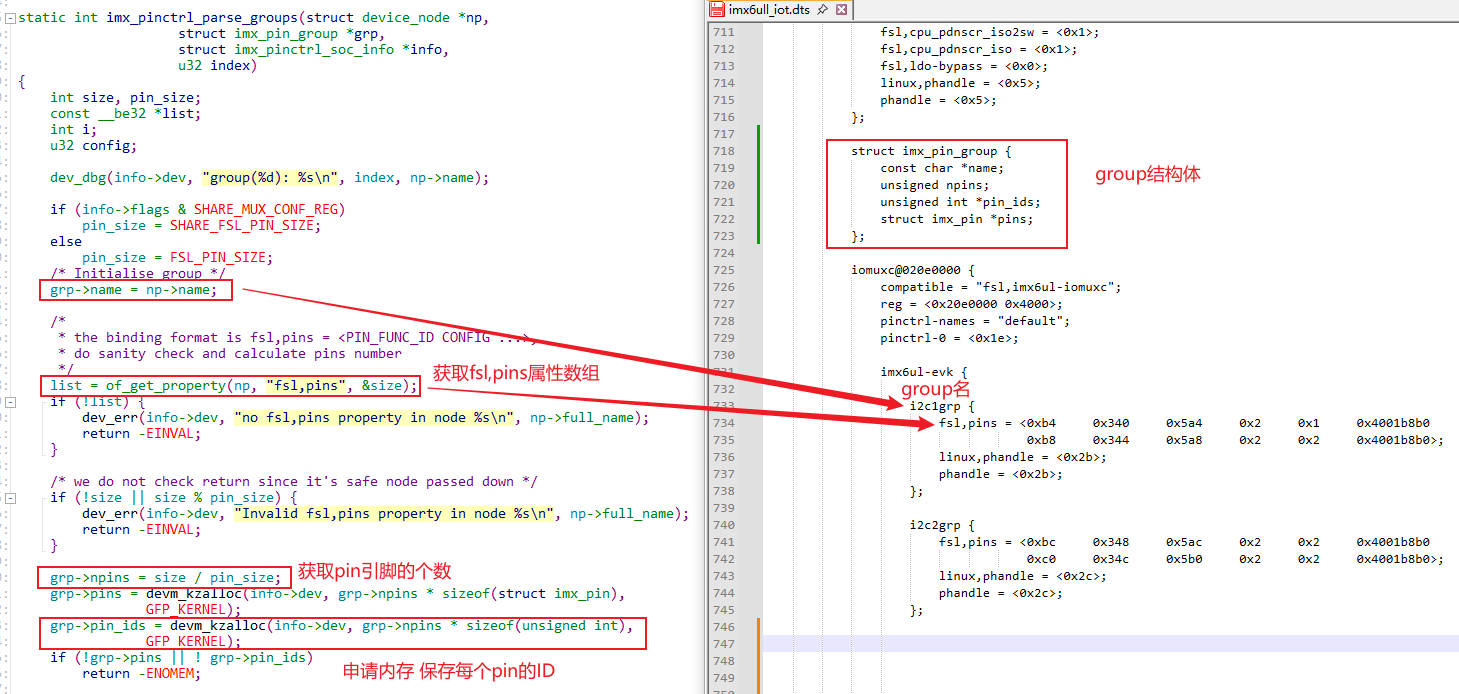 static int imx_pinctrl_parse_groups(struct device_node *np,
struct imx_pin_group *grp,
struct imx_pinctrl_soc_info *info,
u32 index)
{
int size, pin_size;
const __be32 *list;
int i;
u32 config;
dev_dbg(info->dev, "group(%d): %s\n", index, np->name);
if (info->flags & SHARE_MUX_CONF_REG)
pin_size = SHARE_FSL_PIN_SIZE;
else
pin_size = FSL_PIN_SIZE;
/* Initialise group */
grp->name = np->name;
/*
* the binding format is fsl,pins = <PIN_FUNC_ID CONFIG ...>,
* do sanity check and calculate pins number
*/
list = of_get_property(np, "fsl,pins", &size);
获取fsl,pins属性数组
if (!list) {
dev_err(info->dev, "no fsl,pins property in node %s\n", np->full_name);
return -EINVAL;
}
/* we do not check return since it's safe node passed down */
if (!size || size % pin_size) {
dev_err(info->dev, "Invalid fsl,pins property in node %s\n", np->full_name);
return -EINVAL;
}
grp->npins = size / pin_size;
获取pin引脚的个数
grp->pins = devm_kzalloc(info->dev, grp->npins * sizeof(struct imx_pin),
GFP_KERNEL);
grp->pin_ids = devm_kzalloc(info->dev, grp->npins * sizeof(unsigned int),
GFP_KERNEL);
if (!grp->pins || ! grp->pin_ids)
return -ENOMEM;
申请内存 保存每个pin的ID
imx6ull_iot.dts
711 fsl,cpu_pdnscr_iso2sw = <0x1>;
712 fsl,cpu_pdnscr_iso = <0x1>;
713 fsl,ldo-bypass = <0x0>;
714 linux,phandle = <0x5>;
715 phandle = <0x5>;
716 };
717
718 struct imx_pin_group {
719 const char *name;
group结构体
720 unsigned npins;
721 unsigned int *pin_ids;
722 struct imx_pin *pins;
723 };
724
725 iomuxc@020e0000 {
726 compatible = "fsl,imx6ul-iomuxc";
727 reg = <0x20e0000 0x4000>;
728 pinctrl-names = "default";
729 pinctrl-0 = <0x1e>;
730
731 imx6ul-evk {
732 group名
733 i2c1grp {
734 fsl,pins = <0xb4 0x340 0x5a4 0x2 0x1 0x4001b8b0
735 0xb8 0x344 0x5a8 0x2 0x2 0x4001b8b0>;
736 linux,phandle = <0x2b>;
737 phandle = <0x2b>;
738 };
739
740 i2c2grp {
741 fsl,pins = <0xbc 0x348 0x5ac 0x2 0x2 0x4001b8b0
742 0xc0 0x34c 0x5b0 0x2 0x2 0x4001b8b0>;
743 linux,phandle = <0x2c>;
744 phandle = <0x2c>;
745 };
746
747
748
749